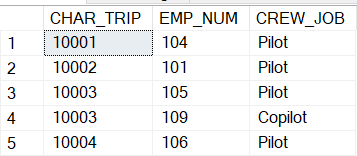 CHAR_TRIP EMP_NUM CREW_JOB
1 10001 104 Pilot
2 10002 101 Pilot
3 10003 105 Pilot
4 10003 109 Copilot
5 10004 106 Pilot